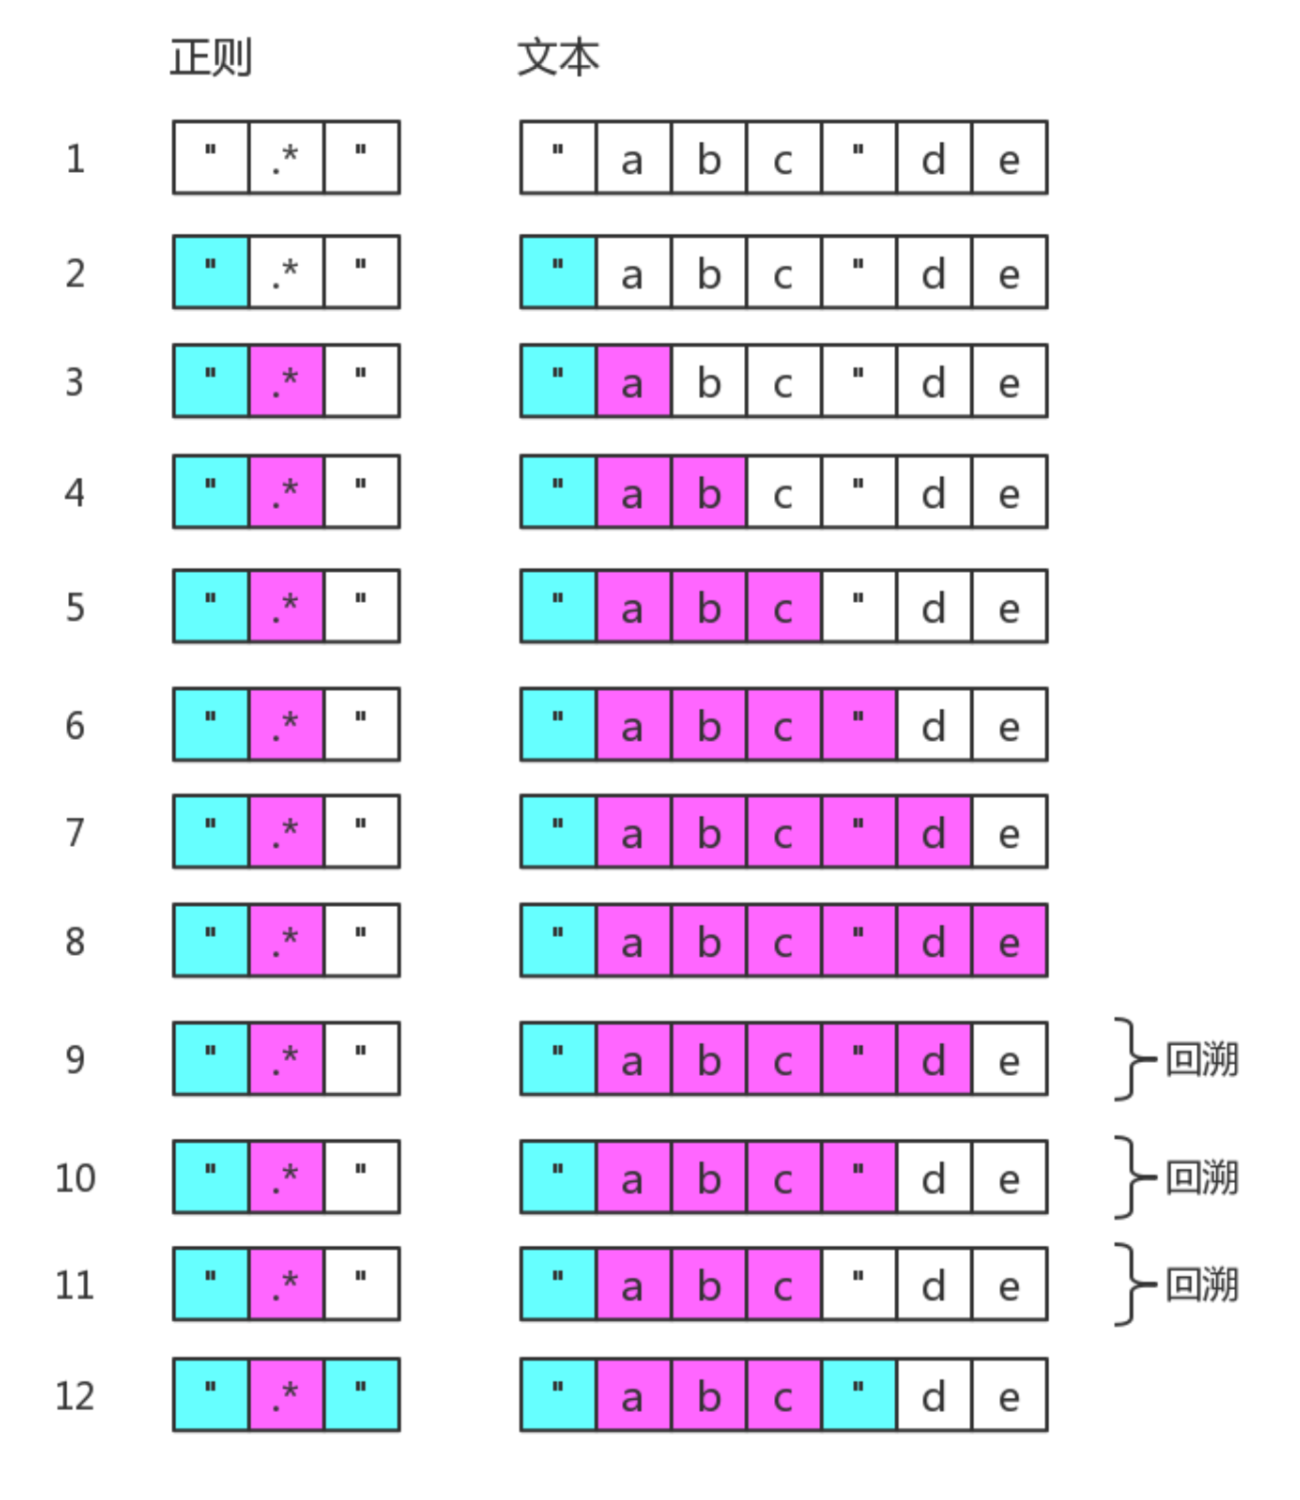 正则 文本
1 " .* " " a b c " d e
2 " .* " " a b c " d e
3 " .* " " a b c " d e
4 " .* " " a b c " d e
5 " .* " " a b c " d e
6 " .* " " a b c " d e
7 " .* " " a b c " d e
8 " .* " " a b c " d e
9 " .* " " a b c " d e 回溯
10 " .* " " a b c " d e 回溯
11 " .* " " a b c " d e 回溯
12 " .* " " a b c " d e